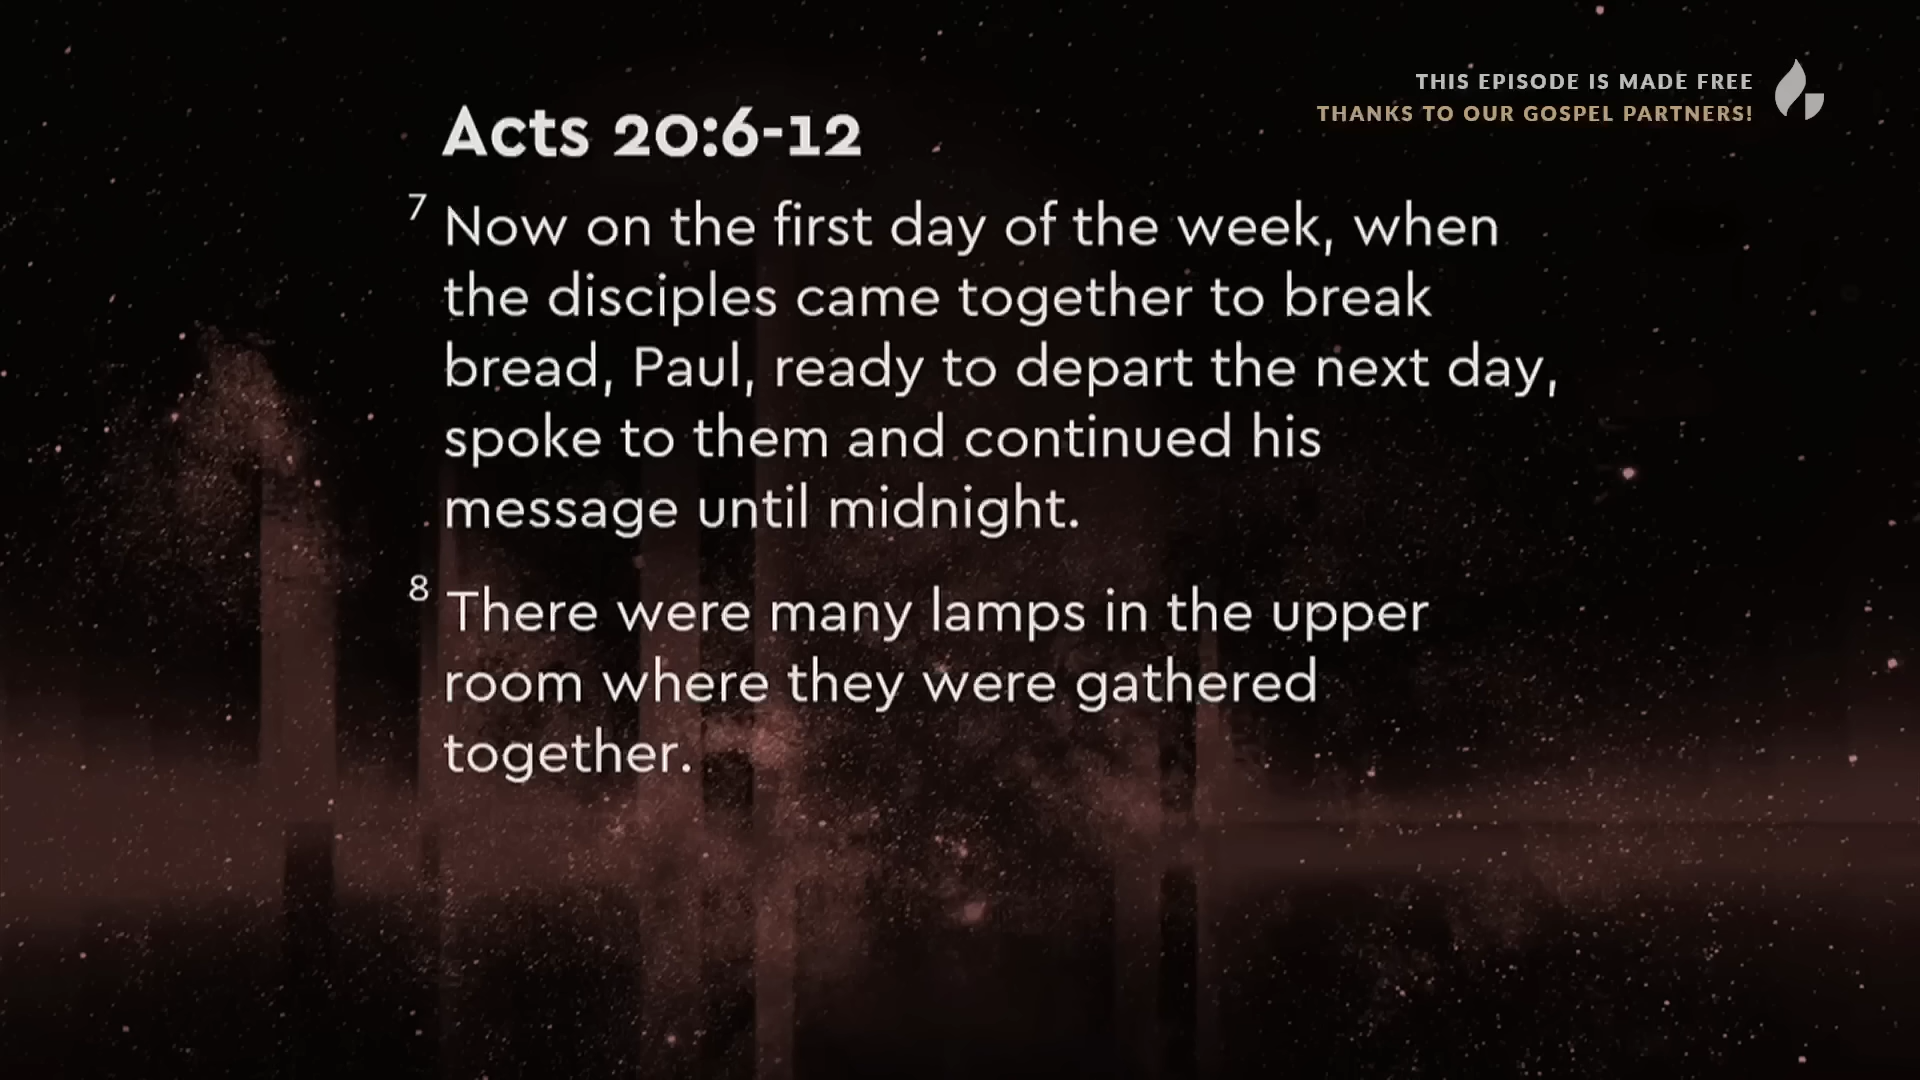 THIS EPISODE IS MADE FREE
THANKS TO OUR GOSPEL PARTNERS!
Acts 20:6-12
7 Now on the first day of the week, when
the disciples came together to break
bread, Paul, ready to depart the next day,
spoke to them and continued his
message until midnight.
8 There were many lamps in the upper
room where they were gathered
together.